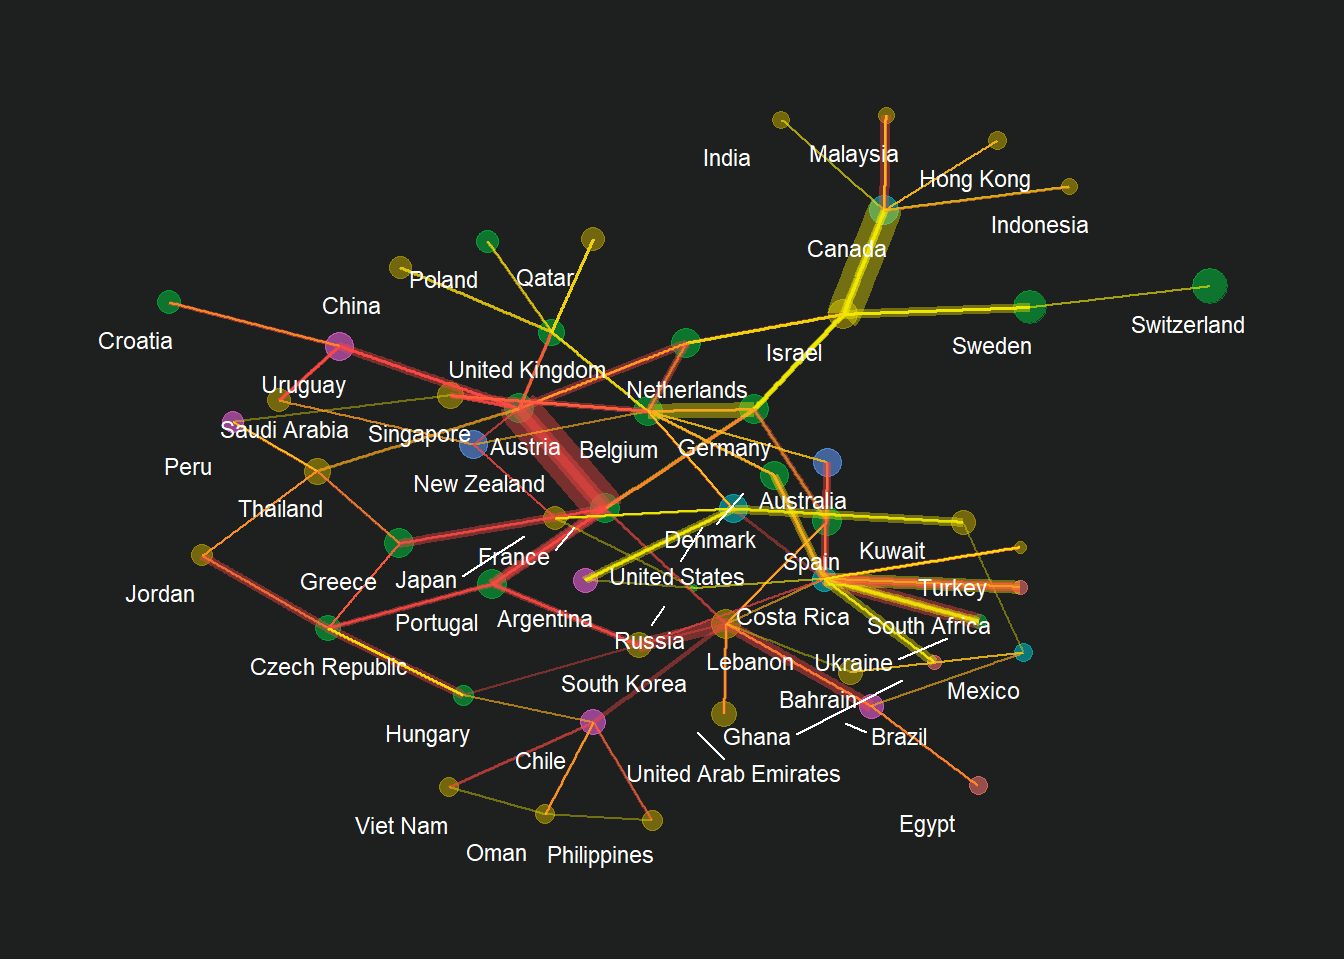 India
Malaysia
Hong Kong
Indonesia
Canada
Poland
Qatar
China
Switzerland
Croatia
Sweden
Israel
United Kingdom
Uruguay
Netherlands
Saudi Arabia
Singapore
Austria
Belgium
Germany
Peru
New Zealand
Australia
Thailand
Denmark
Kuwait
France
Spain
Japan
United States
Greece
Turkey
Jordan
Portugal
Argentina
Costa Rica
South Africa
Russia
Czech Republic
Lebanon
Ukraine
South Korea
Mexico
Bahrain
Hungary
Ghana
Brazil
Chile
United Arab Emirates
Viet Nam
Egypt
Oman
Philippines